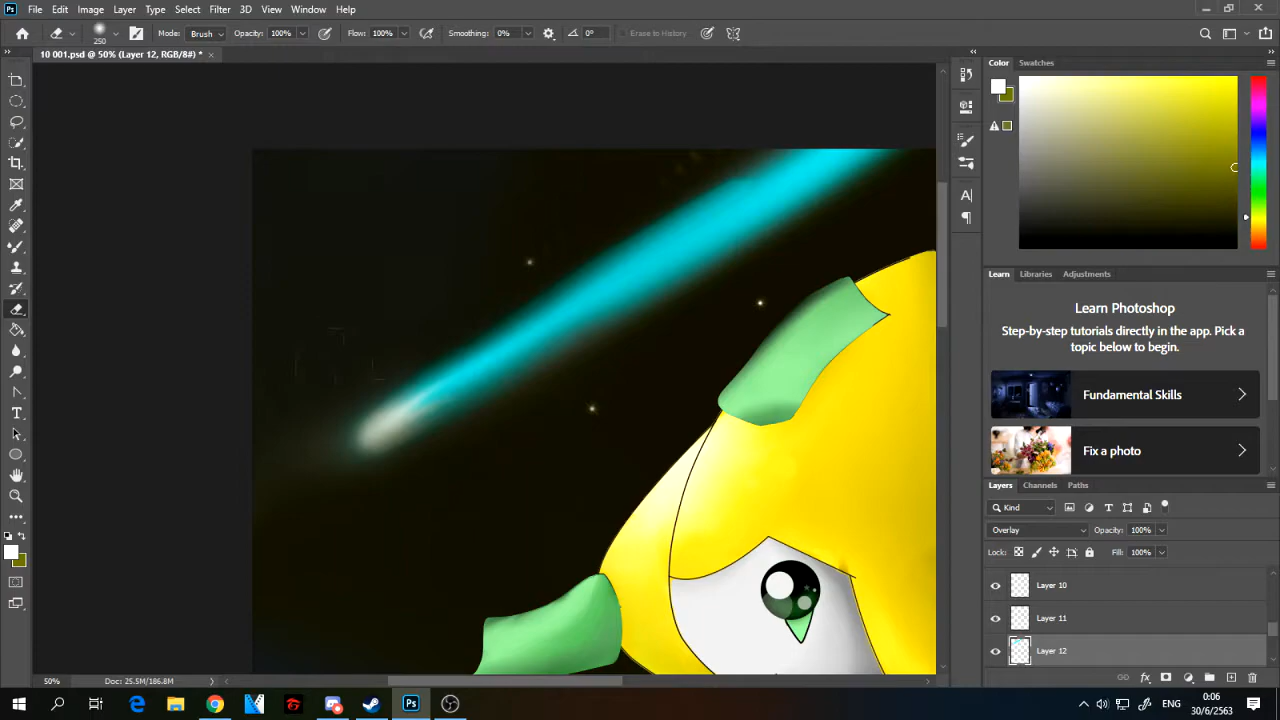 Ps File Edit Image Layer Type Select Filter 3D View Window Help
250 Mode: Brush Opacity: 100% Flow: 100% Smoothing: 0% 0° Erase to History
10 001.psd @ 50% (Layer 12, RGB/8#) *
Color Swatches
Learn Libraries Adjustments
Learn Photoshop
Step-by-step tutorials directly in the app. Pick a
topic below to begin.
Fundamental Skills
Fix a photo
Layers Channels Paths
Kind
Overlay Opacity: 100%
Lock: Fill: 100%
Layer 10
Layer 11
Layer 12
50% Doc: 25.5M/186.8M
Ps ENG 0:06
30/6/2563